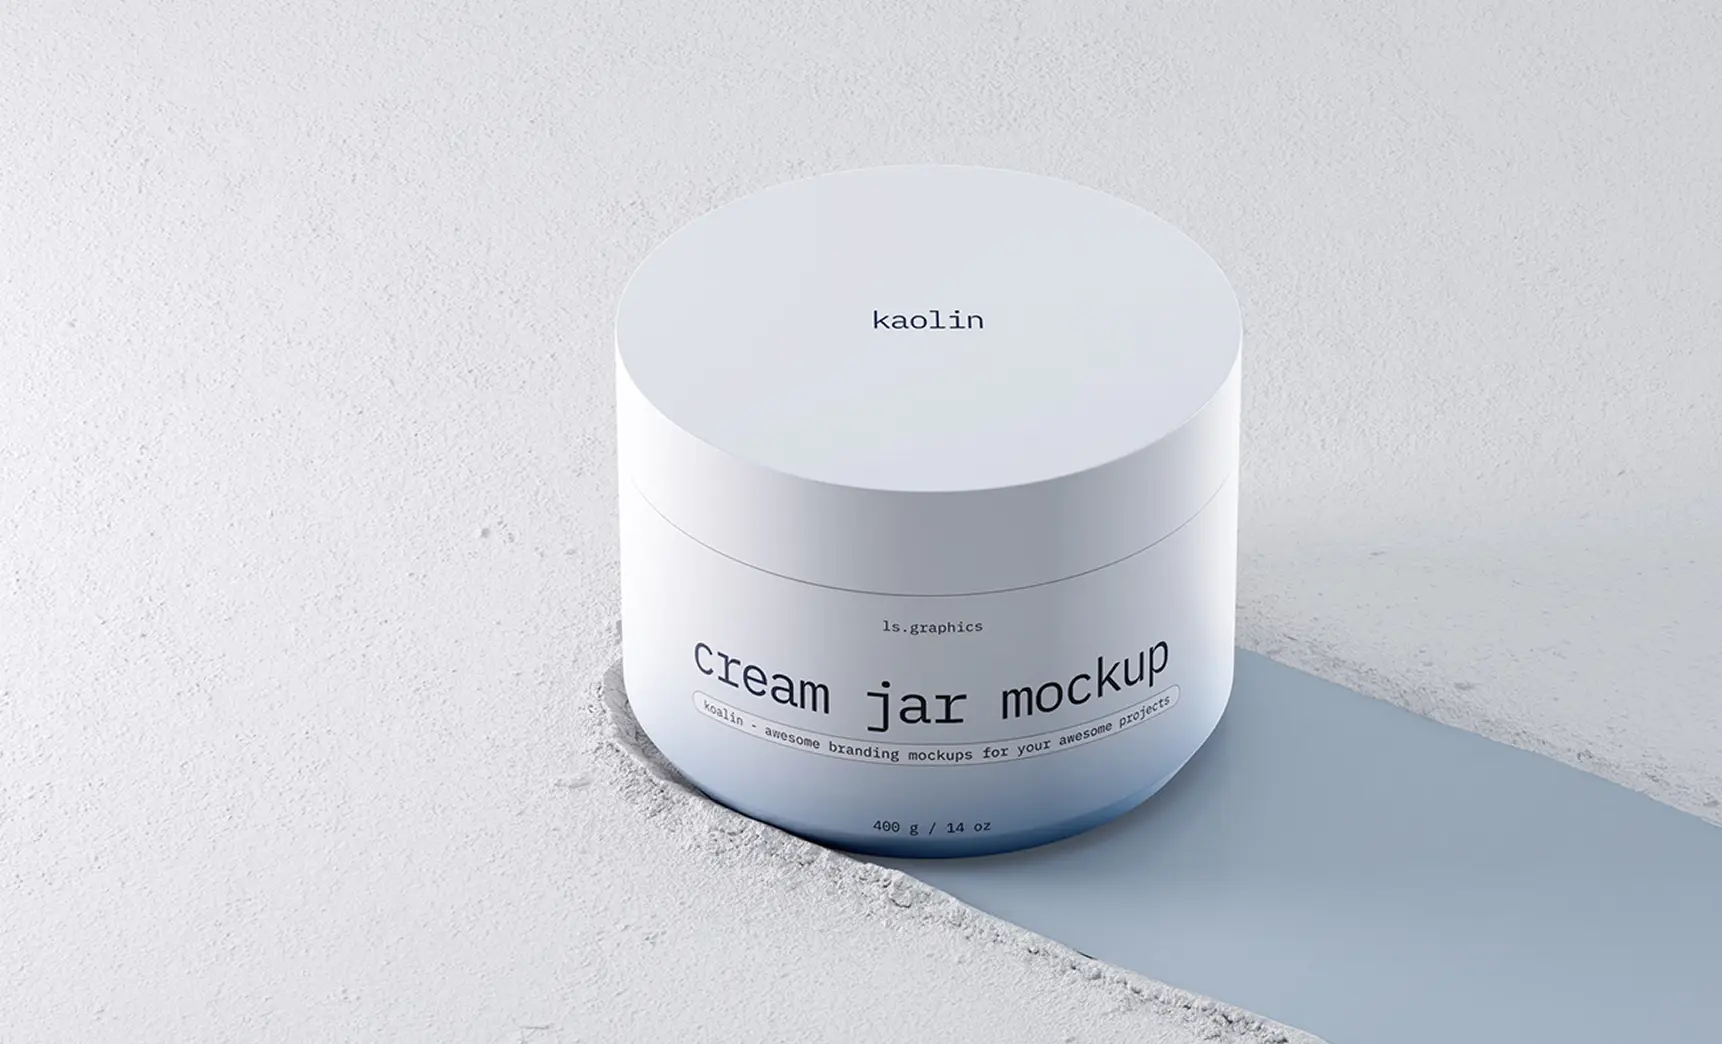 kaolin
ls.graphics
cream jar mockup
koalin - awesome branding mockups for your awesome projects
400 g / 14 oz